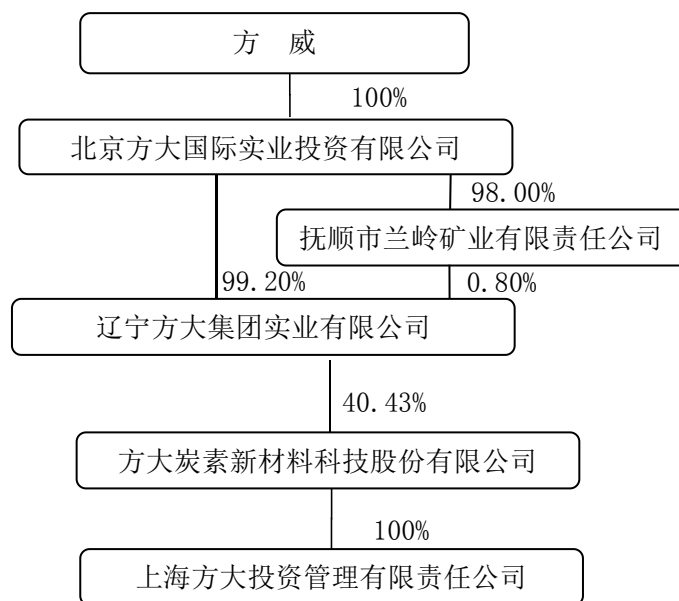 方 威
100%
北京方大国际实业投资有限公司
98.00%
抚顺市兰岭矿业有限责任公司
99.20%
0.80%
辽宁方大集团实业有限公司
40.43%
方大炭素新材料科技股份有限公司
100%
上海方大投资管理有限责任公司